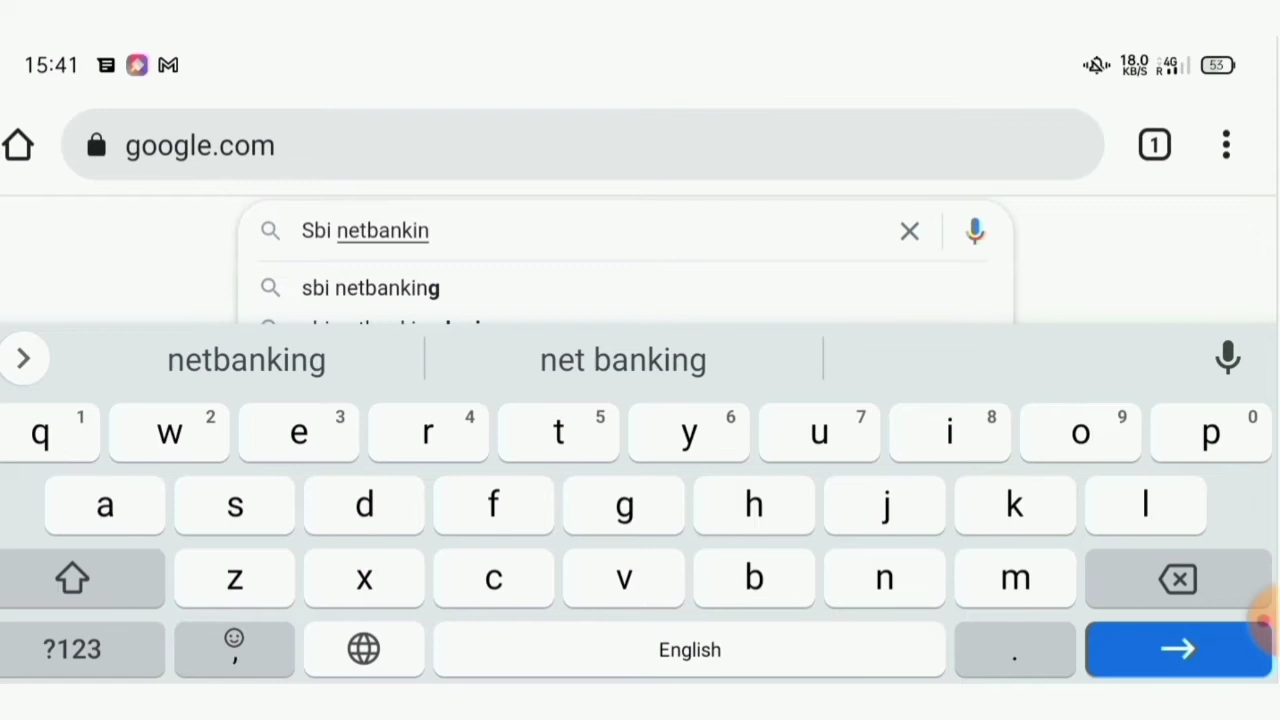 15:41 18.0 KB/S R 4G 53
google.com 1
Sbi netbankin
sbi netbanking
netbanking net banking
q 1 w 2 e 3 r 4 t 5 y 6 u 7 i 8 o 9 p 0
a s d f g h j k l
z x c v b n m
?123 , English .